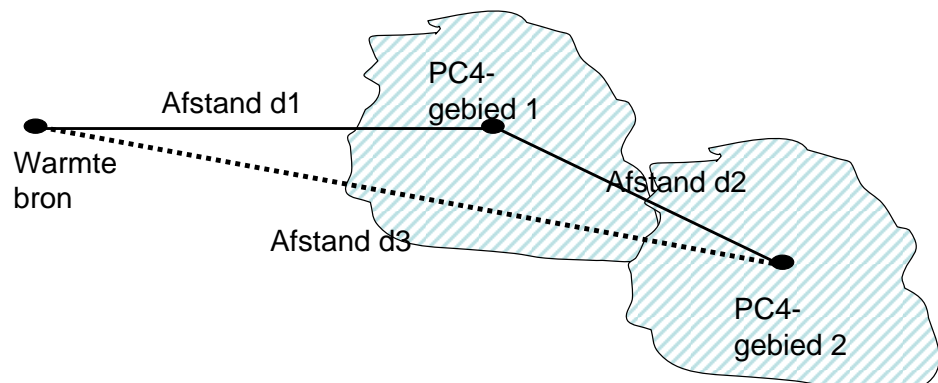 PC4-
gebied 1
Afstand d1
Warmte
bron
Afstand d2
Afstand d3
PC4-
gebied 2